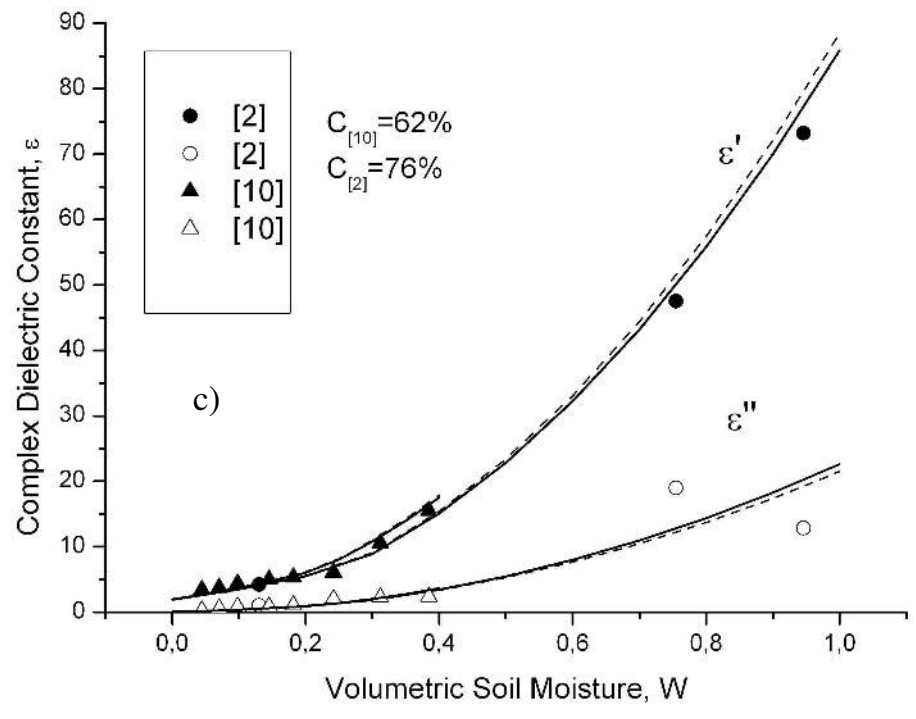 90
80
70
60
50
40
30
20
10
0
Complex Dielectric Constant, ε
[2]
[2]
[10]
[10]
C[10]=62%
C[2]=76%
c)
ε'
ε"
0,0 0,2 0,4 0,6 0,8 1,0
Volumetric Soil Moisture, W